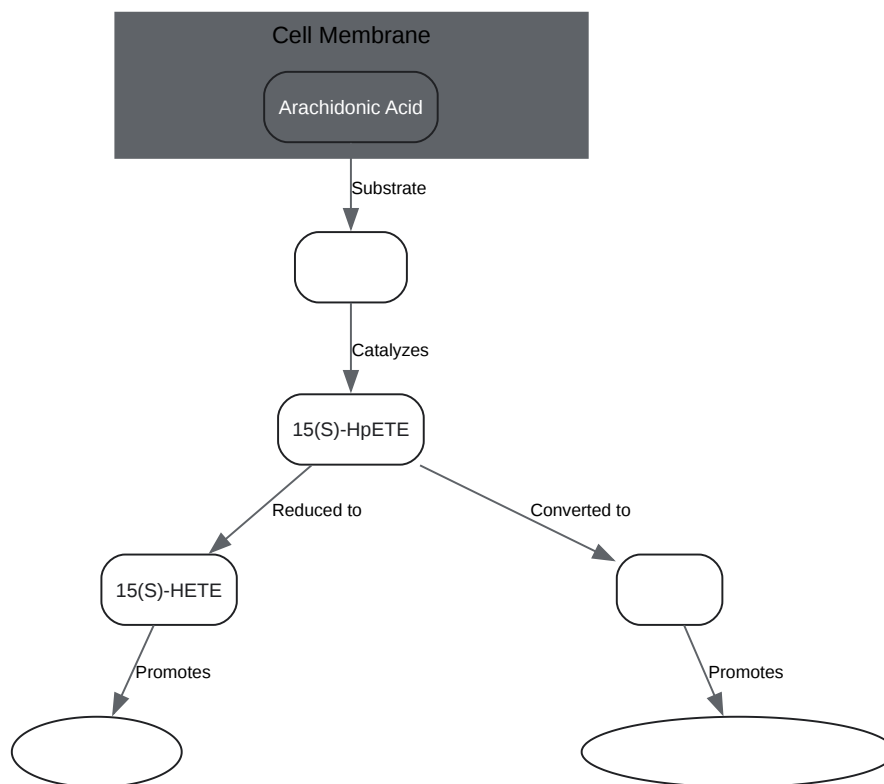 Cell Membrane
Arachidonic Acid
Substrate
Catalyzes
15(S)-HpETE
Reduced to
Converted to
15(S)-HETE
Promotes
Promotes